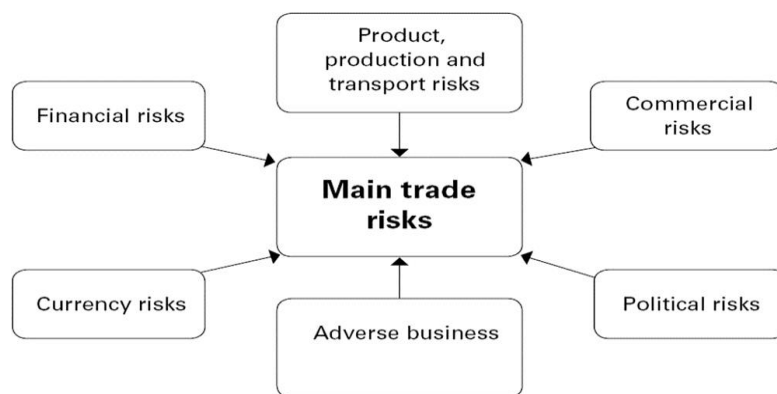 Product,
production and
transport risks
Financial risks
Commercial
risks
Main trade
risks
Currency risks
Adverse business
Political risks